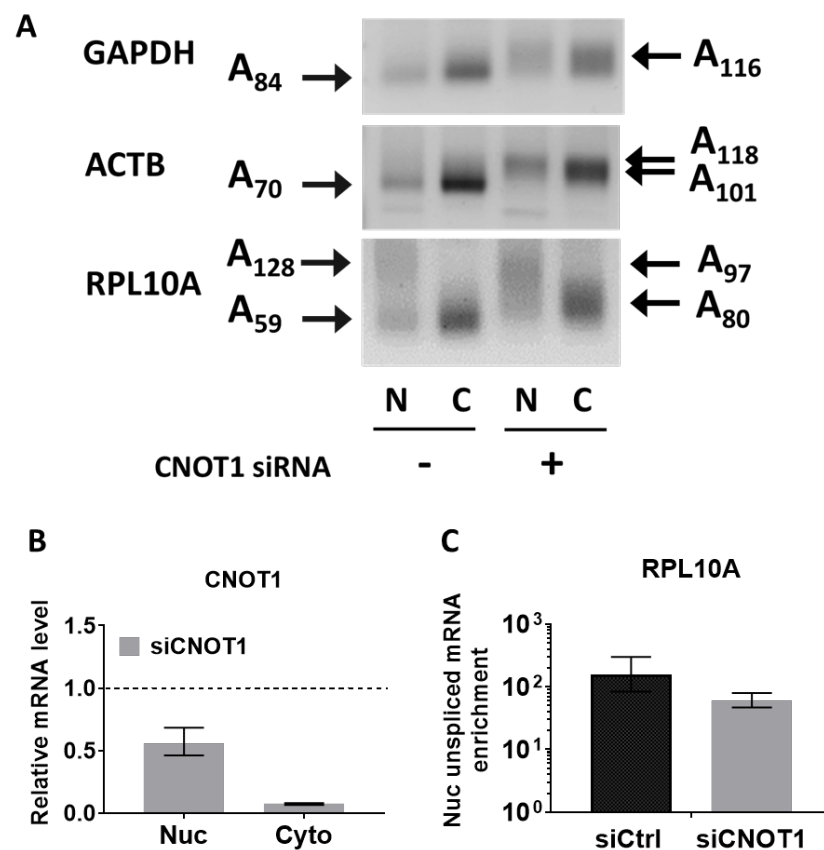 A
GAPDH
A84
A116
ACTB
A70
A118
A101
RPL10A
A128
A59
A97
A80
N C N C
CNOT1 siRNA - +
B
CNOT1
Relative mRNA level
1.5
1.0
0.5
0.0
siCNOT1
Nuc Cyto
C
RPL10A
Nuc unspliced mRNA
enrichment
10³
10²
10¹
10⁰
siCtrl siCNOT1